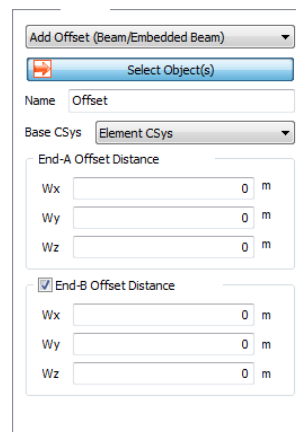 Add Offset (Beam/Embedded Beam)
Select Object(s)
Name Offset
Base CSys Element CSys
End-A Offset Distance
Wx 0 m
Wy 0 m
Wz 0 m
End-B Offset Distance
Wx 0 m
Wy 0 m
Wz 0 m